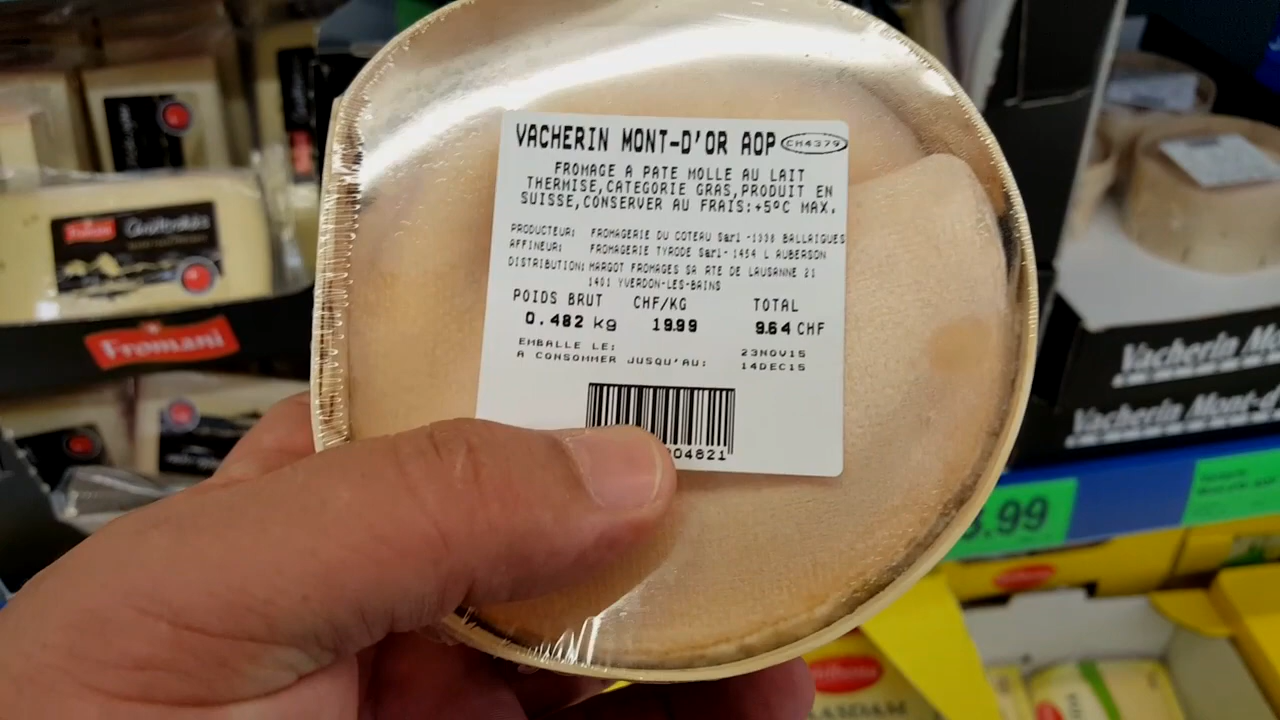 VACHERIN MONT-D'OR AOP CH4379
FROMAGE A PATE MOLLE AU LAIT
THERMISE,CATEGORIE GRAS,PRODUIT EN
SUISSE,CONSERVER AU FRAIS:+5°C MAX.
PRODUCTEUR: FROMAGERIE DU COTEAU Sarl -1338 BALLAIGUES
AFFINEUR: FROMAGERIE TYRODE Sarl- 1454 L AUBERSON
DISTRIBUTION: MARGOT FROMAGES SA RTE DE LAUSANNE 21
1401 YVERDON-LES-BAINS
POIDS BRUT CHF/KG TOTAL
0.482 kg 19.99 9.64 CHF
EMBALLE LE: 23NOV15
A CONSOMMER JUSQU'AU: 14DEC15
04821
Fromani
Fromani
Vacherin Mo
Vacherin Mont-d'
.99